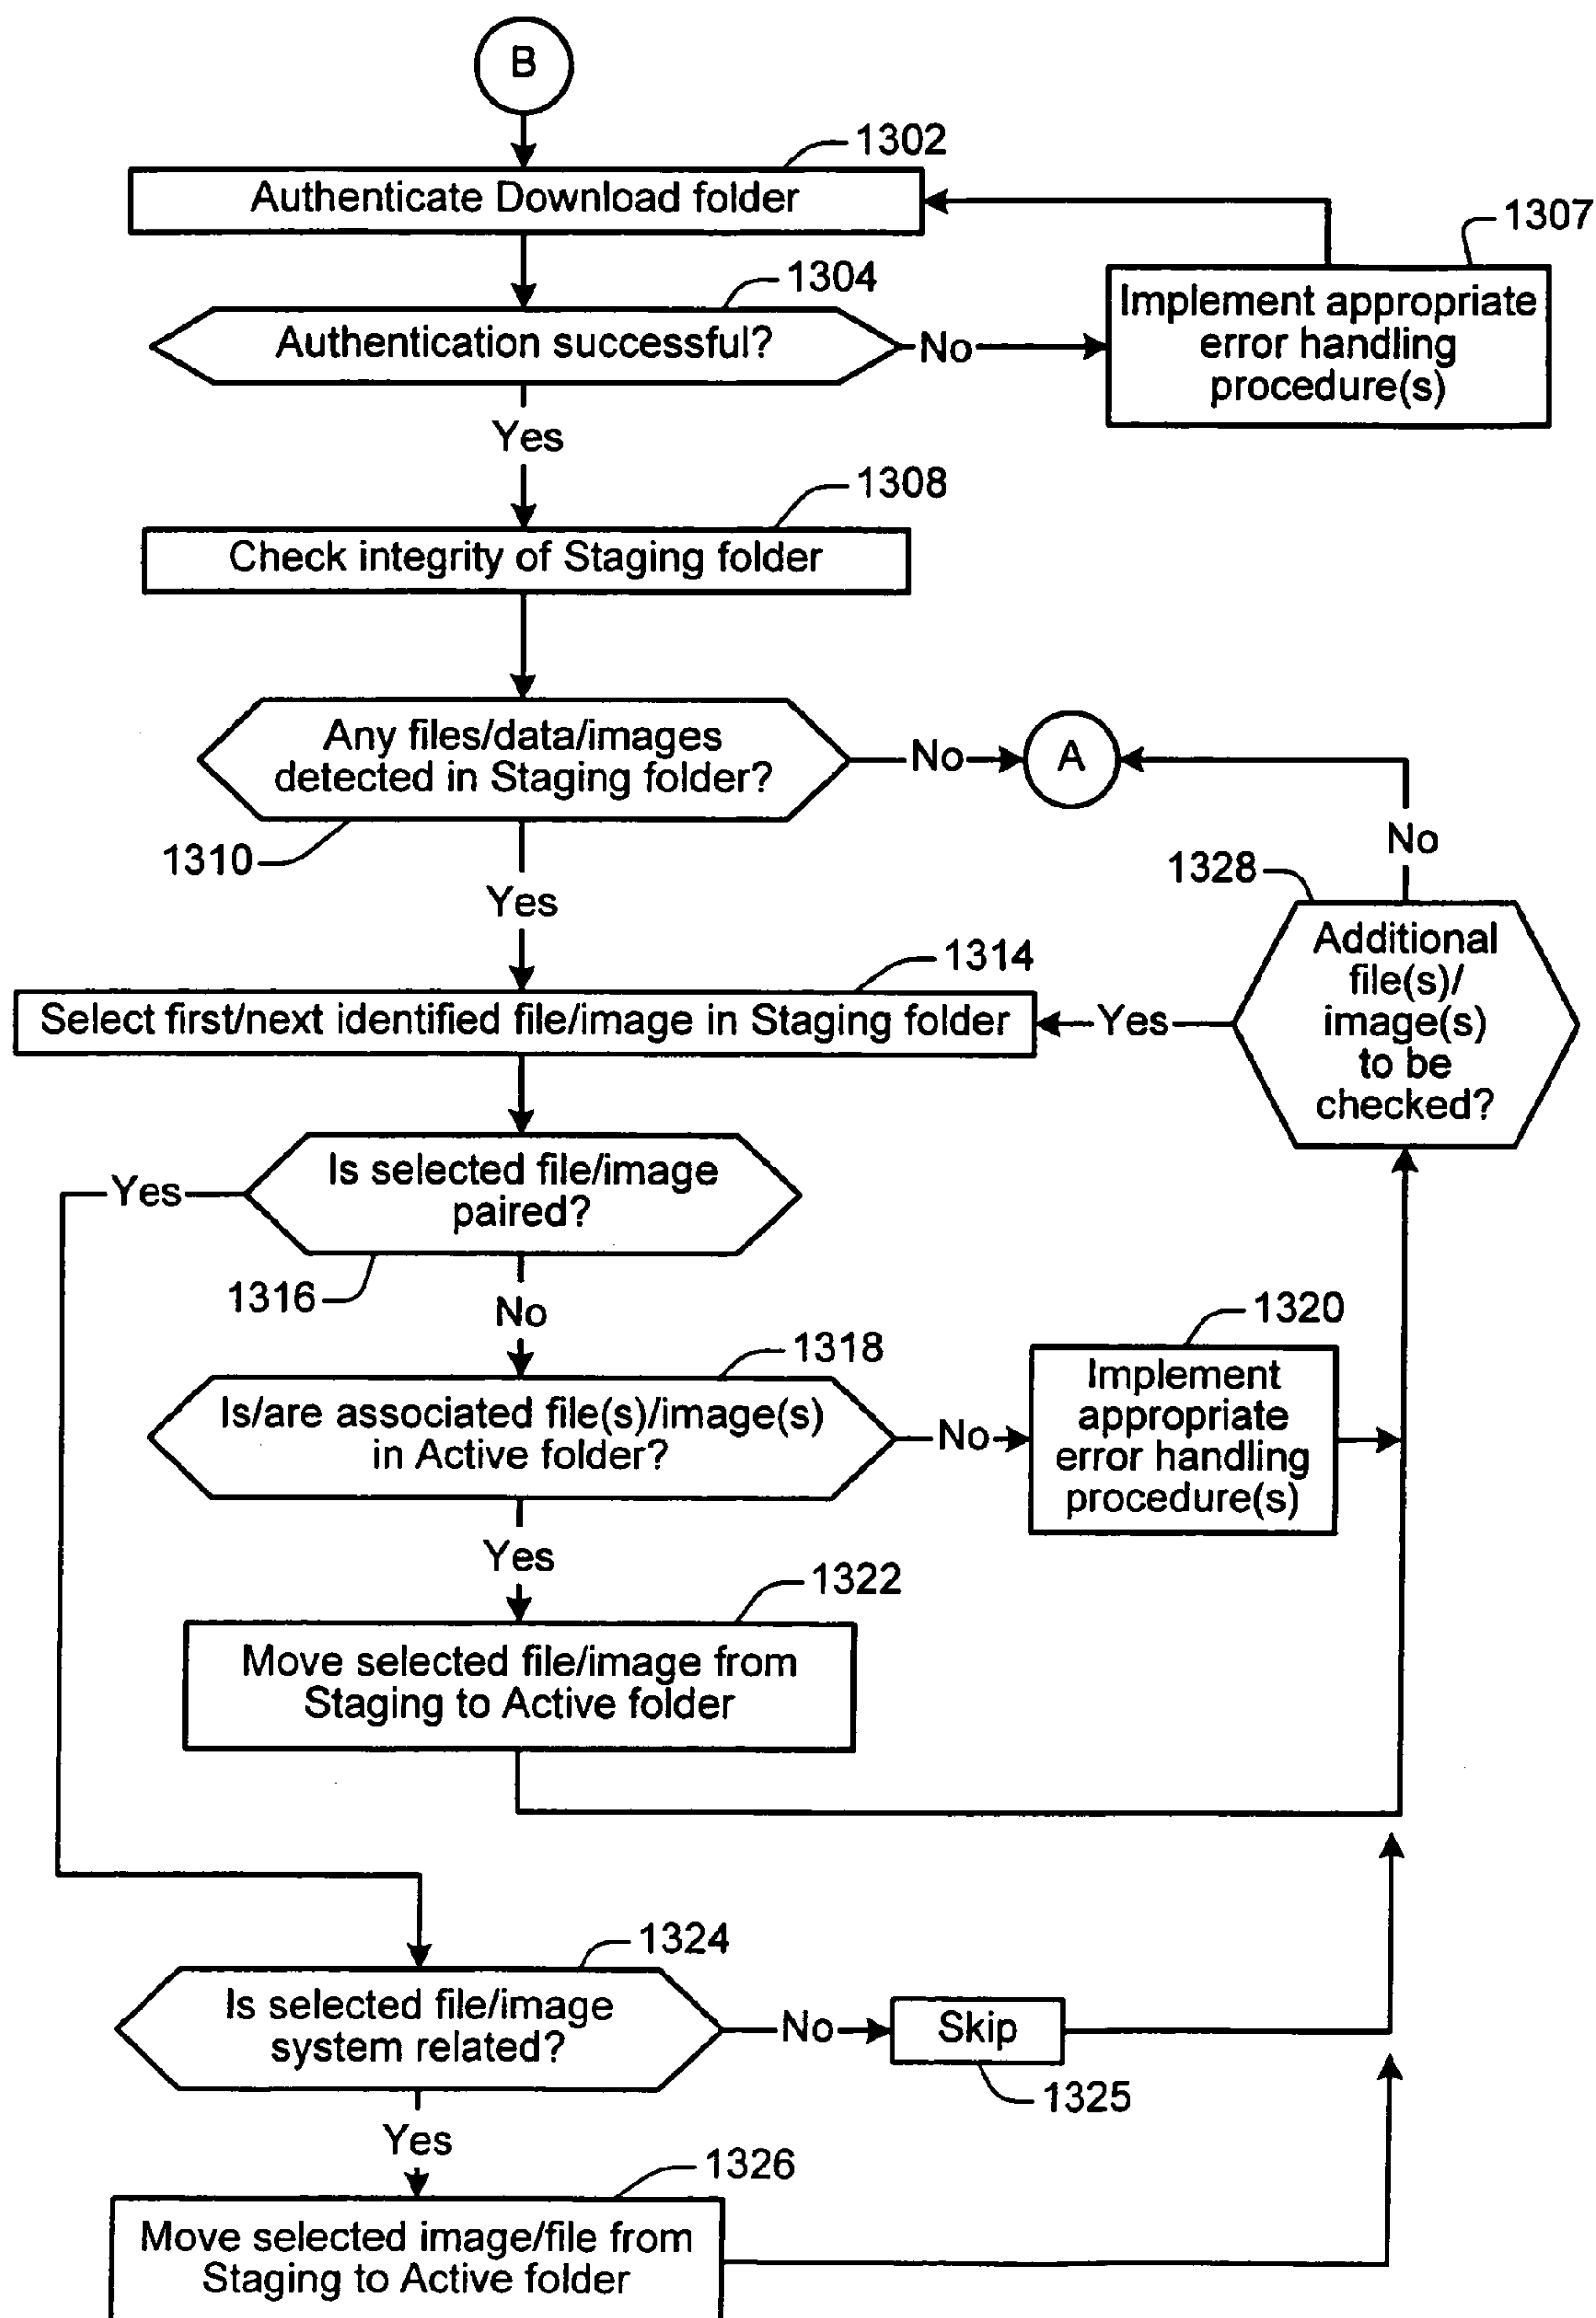 B
1302
Authenticate Download folder
1307
1304
Authentication successful?
No
Implement appropriate
error handling
procedure(s)
Yes
1308
Check integrity of Staging folder
Any files/data/images
detected in Staging folder?
No
A
No
1310
1328
Yes
Additional
file(s)/
image(s)
to be
checked?
1314
Select first/next identified file/image in Staging folder
Yes
Is selected file/image
paired?
Yes
1316
No
1320
1318
Is/are associated file(s)/image(s)
in Active folder?
No
Implement
appropriate
error handling
procedure(s)
Yes
1322
Move selected file/image from
Staging to Active folder
1324
Is selected file/image
system related?
No
Skip
1325
Yes
1326
Move selected image/file from
Staging to Active folder